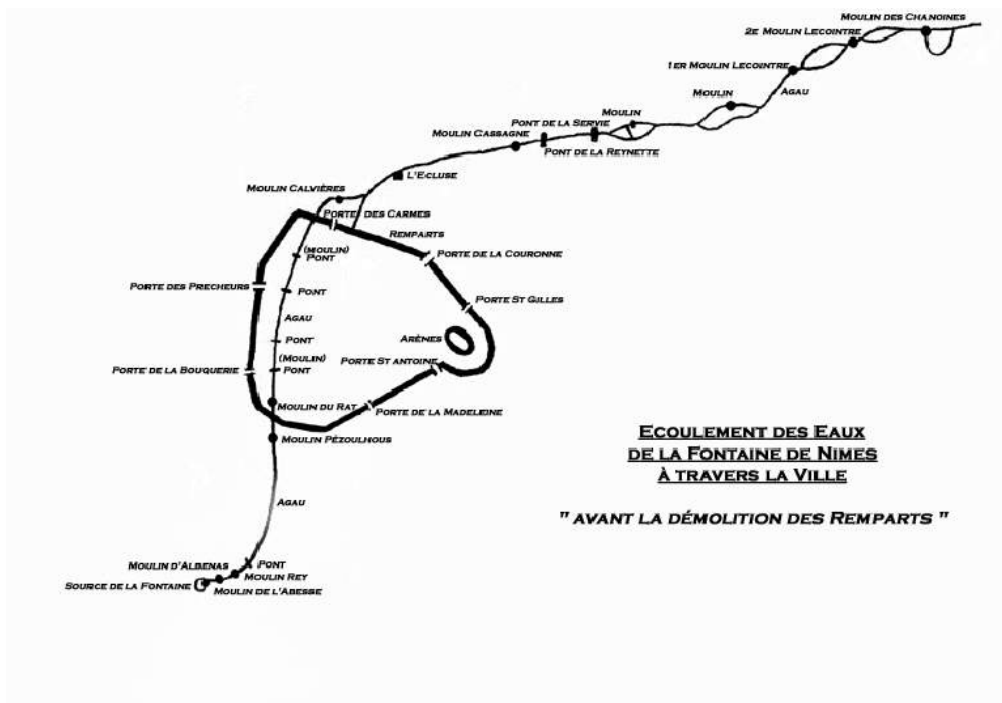 MOULIN DES CHANOINES
2E MOULIN LECOINTRE
1ER MOULIN LECOINTRE
AGAU
MOULIN
MOULIN
PONT DE LA SERVIE
MOULIN CASSAGNE
PONT DE LA REYNETTE
L'ECLUSE
MOULIN CALVIÈRES
PORTE DES CARMES
REMPARTS
(MOULIN)
PONT
PORTE DE LA COURONNE
PORTE DES PRECHEURS
PONT
PORTE ST GILLES
AGAU
ARÈNES
PONT
(MOULIN)
PONT
PORTE ST ANTOINE
PORTE DE LA BOUQUERIE
MOULIN DU RAT
PORTE DE LA MADELEINE
MOULIN PÉZOULHOUS
ECOULEMENT DES EAUX
DE LA FONTAINE DE NIMES
À TRAVERS LA VILLE
" AVANT LA DÉMOLITION DES REMPARTS "
AGAU
MOULIN D'ALBENAS
PONT
MOULIN REY
SOURCE DE LA FONTAINE
MOULIN DE L'ABESSE